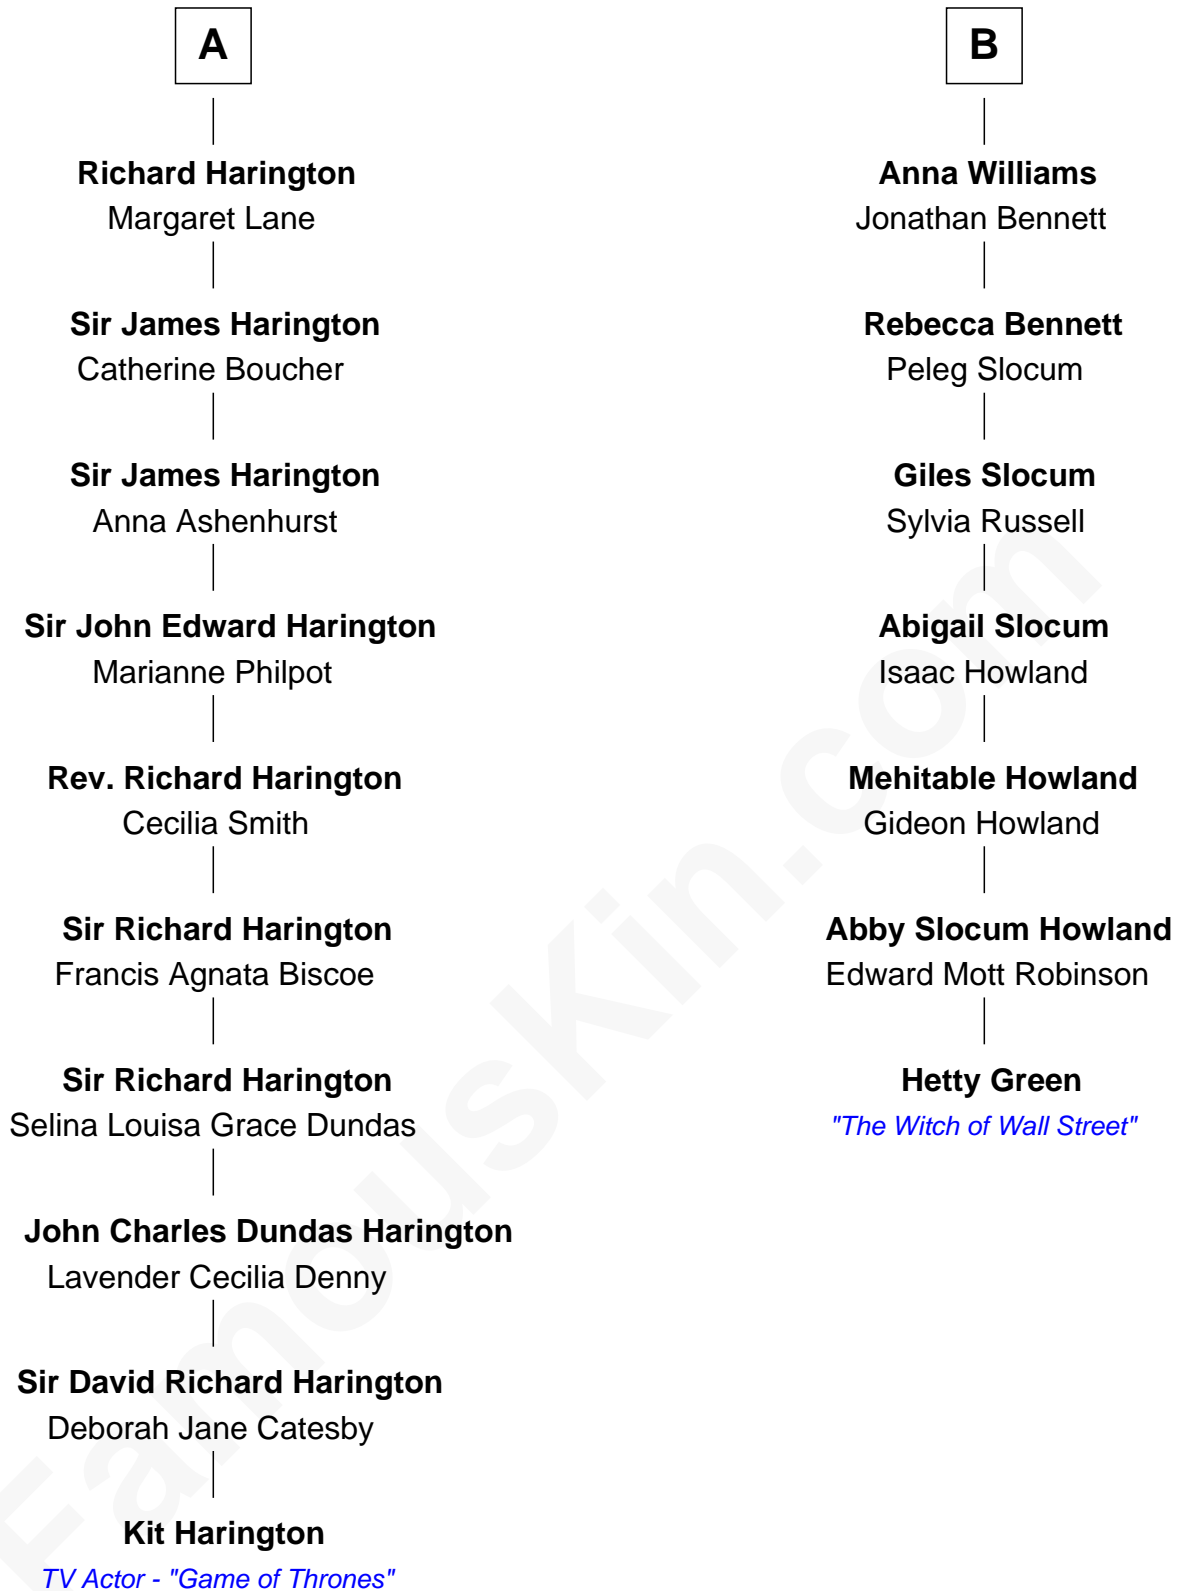 A
Richard Harington
Margaret Lane
Sir James Harington
Catherine Boucher
Sir James Harington
Anna Ashenhurst
Sir John Edward Harington
Marianne Philpot
Rev. Richard Harington
Cecilia Smith
Sir Richard Harington
Francis Agnata Biscoe
Sir Richard Harington
Selina Louisa Grace Dundas
John Charles Dundas Harington
Lavender Cecilia Denny
Sir David Richard Harington
Deborah Jane Catesby
Kit Harington
TV Actor - "Game of Thrones"
B
Anna Williams
Jonathan Bennett
Rebecca Bennett
Peleg Slocum
Giles Slocum
Sylvia Russell
Abigail Slocum
Isaac Howland
Mehitable Howland
Gideon Howland
Abby Slocum Howland
Edward Mott Robinson
Hetty Green
"The Witch of Wall Street"
FamousKin.com